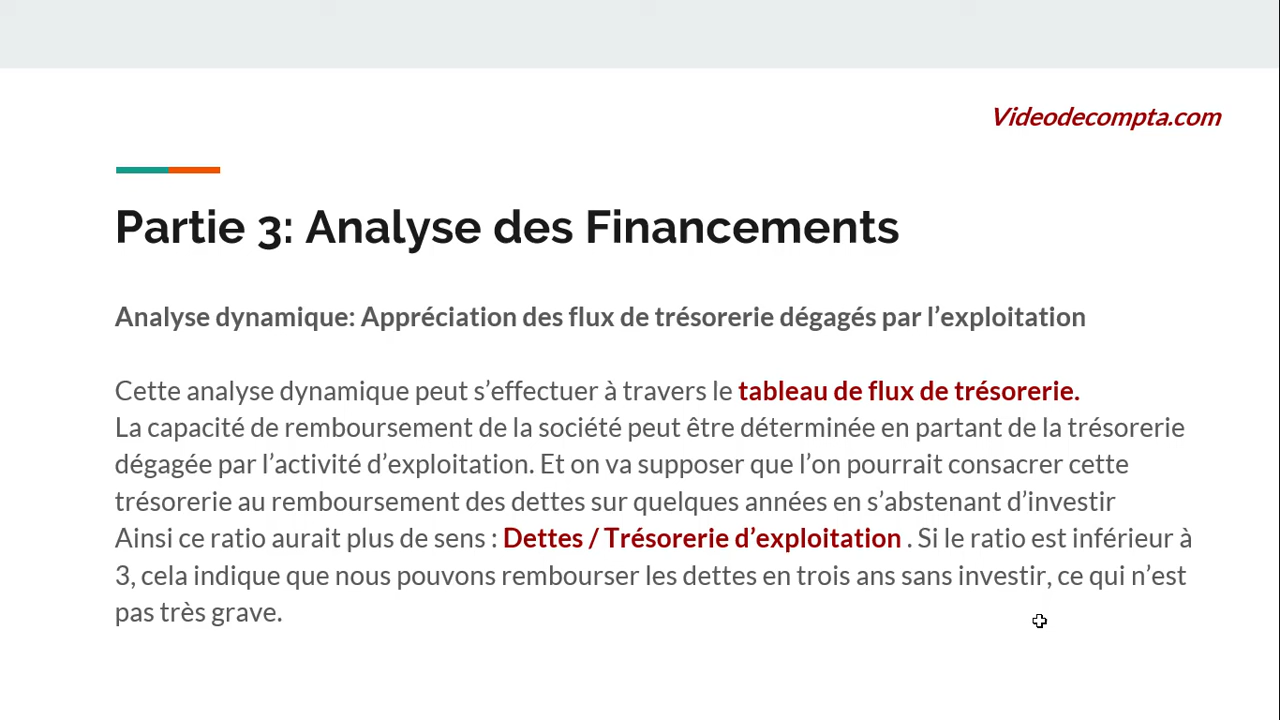 Videodecompta.com
Partie 3: Analyse des Financements
Analyse dynamique: Appréciation des flux de trésorerie dégagés par l’exploitation
Cette analyse dynamique peut s’effectuer à travers le tableau de flux de trésorerie.
La capacité de remboursement de la société peut être déterminée en partant de la trésorerie
dégagée par l’activité d’exploitation. Et on va supposer que l’on pourrait consacrer cette
trésorerie au remboursement des dettes sur quelques années en s’abstenant d’investir
Ainsi ce ratio aurait plus de sens : Dettes / Trésorerie d’exploitation . Si le ratio est inférieur à
3, cela indique que nous pouvons rembourser les dettes en trois ans sans investir, ce qui n’est
pas très grave.